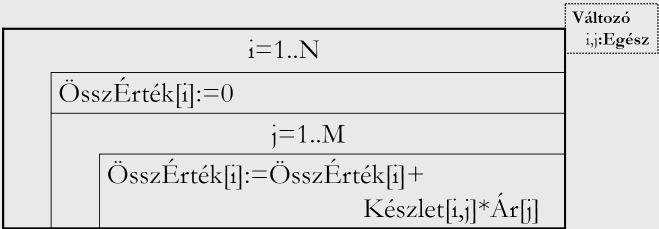 Változó
i,j:Egész
i=1..N
ÖsszÉrték[i]:=0
j=1..M
ÖsszÉrték[i]:=ÖsszÉrték[i]+
Készlet[i,j]*Ár[j]